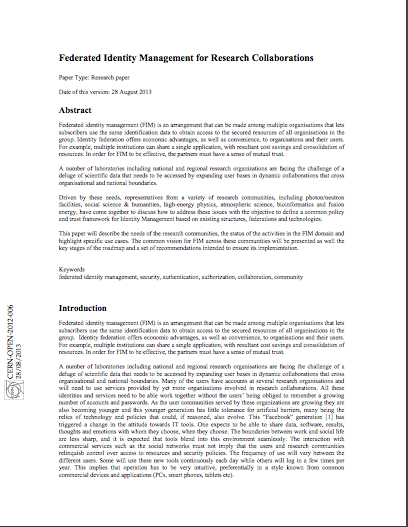 Federated Identity Management for Research Collaborations
Paper Type: Research paper
Date of this version: 28 August 2013
Abstract
Federated identity management (FIM) is an arrangement that can be made among multiple organisations that lets
subscribers use the same identification data to obtain access to the secured resources of all organisations in the
group. Identity federation offers economic advantages, as well as convenience, to organisations and their users.
For example, multiple institutions can share a single application, with resultant cost savings and consolidation of
resources. In order for FIM to be effective, the partners must have a sense of mutual trust.
A number of laboratories including national and regional research organizations are facing the challenge of a
deluge of scientific data that needs to be accessed by expanding user bases in dynamic collaborations that cross
organisational and national boundaries.
Driven by these needs, representatives from a variety of research communities, including photon/neutron
facilities, social science & humanities, high-energy physics, atmospheric science, bioinformatics and fusion
energy, have come together to discuss how to address these issues with the objective to define a common policy
and trust framework for Identity Management based on existing structures, federations and technologies.
This paper will describe the needs of the research communities, the status of the activities in the FIM domain and
highlight specific use cases. The common vision for FIM across these communities will be presented as well the
key stages of the roadmap and a set of recommendations intended to ensure its implementation.
Keywords
federated identity management, security, authentication, authorization, collaboration, community
Introduction
Federated identity management (FIM) is an arrangement that can be made among multiple organisations that lets
subscribers use the same identification data to obtain access to the secured resources of all organisations in the
group. Identity federation offers economic advantages, as well as convenience, to organisations and their users.
For example, multiple institutions can share a single application, with resultant cost savings and consolidation of
resources. In order for FIM to be effective, the partners must have a sense of mutual trust.
A number of laboratories including national and regional research organizations are facing the challenge of a
deluge of scientific data that needs to be accessed by expanding user bases in dynamic collaborations that cross
organisational and national boundaries. Many of the users have accounts at several research organisations and
will need to use services provided by yet more organisations involved in research collaborations. All these
identities and services need to be able work together without the users' being obliged to remember a growing
number of accounts and passwords. As the user communities served by these organizations are growing they are
also becoming younger and this younger generation has little tolerance for artificial barriers, many being the
relics of technology and policies that could, if reasoned, also evolve. This "Facebook" generation [1] has
triggered a change in the attitude towards IT tools. One expects to be able to share data, software, results,
thoughts and emotions with whom they choose, when they choose. The boundaries between work and social life
are less sharp, and it is expected that tools blend into this environment seamlessly. The interaction with
commercial services such as the social networks must not imply that the users and research communities
relinquish control over access to resources and security policies. The frequency of use will vary between the
different users. Some will use these tools continuously each day while others will log in a few times per
year. This implies that operation has to be very intuitive, preferentially in a style known from common
commercial devices and applications (PCs, smart phones, tablets etc).
CERN-OPEN-2012-006
28/08/2013